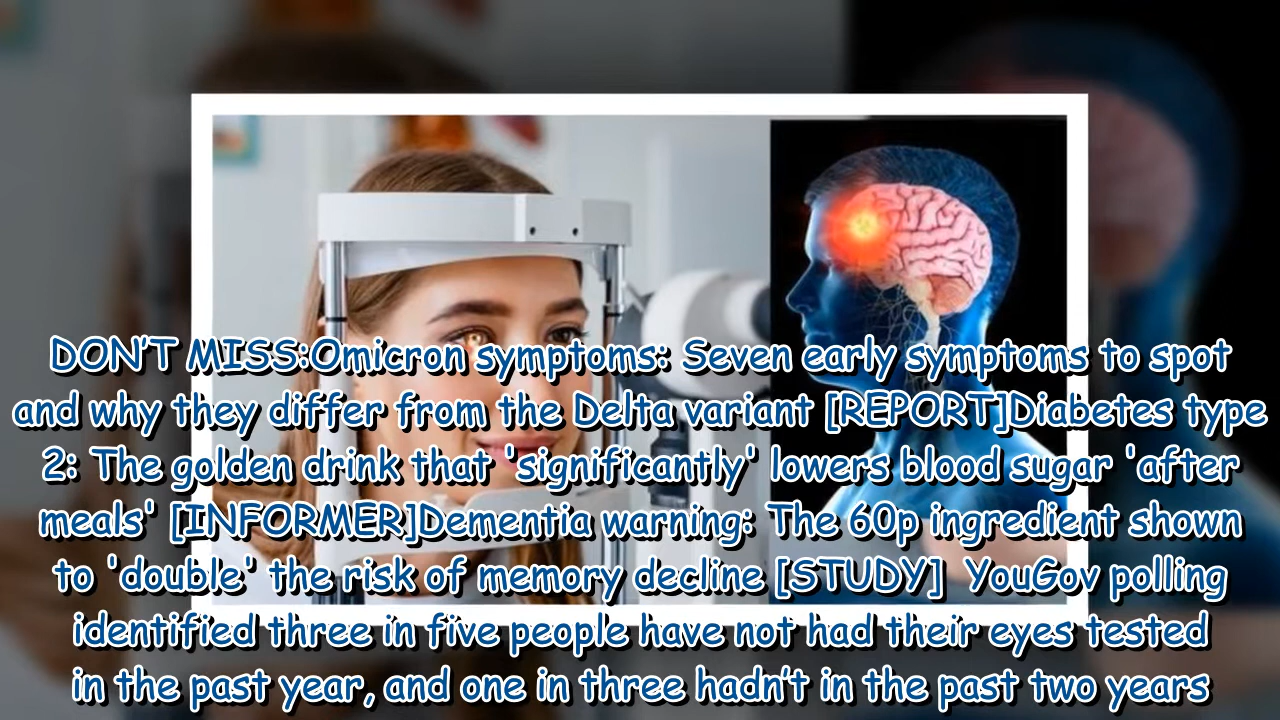 DON'T MISS:Omicron symptoms: Seven early symptoms to spot
and why they differ from the Delta variant [REPORT]Diabetes type
2: The golden drink that 'significantly' lowers blood sugar 'after
meals' [INFORMER]Dementia warning: The 60p ingredient shown
to 'double' the risk of memory decline [STUDY]  YouGov polling
identified three in five people have not had their eyes tested
in the past year, and one in three hadn't in the past two years